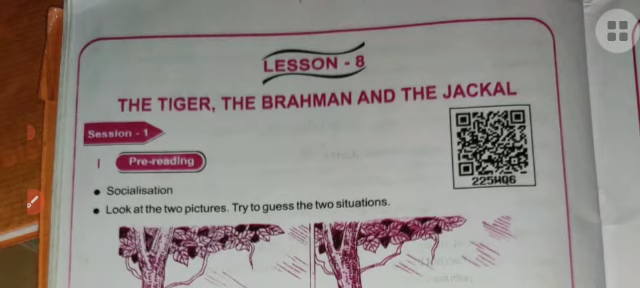 LESSON - 8
THE TIGER, THE BRAHMAN AND THE JACKAL
Session - 1
I Pre-reading
225HQ6
• Socialisation
• Look at the two pictures. Try to guess the two situations.